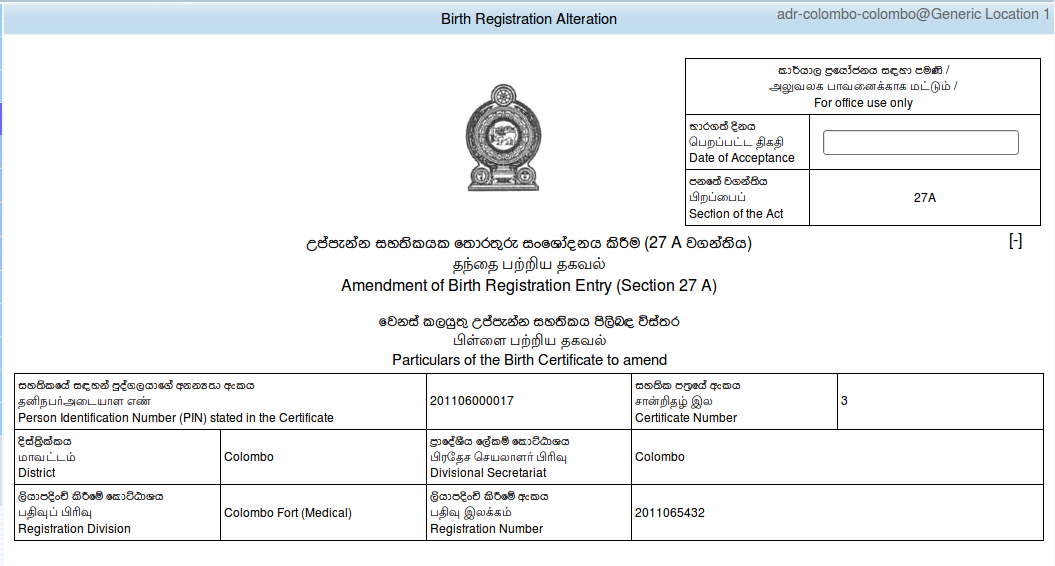 Birth Registration Alteration
adr-colombo-colombo@Generic Location 1
කාර්යාල ප්‍රයෝජනය සඳහා පමණි /
அலுவலக பாவனைக்காக மட்டும் /
For office use only
භාරගත් දිනය
பெறப்பட்ட திகதி
Date of Acceptance
පනතේ වගන්තිය
பிறப்பைப்
Section of the Act
27A
උප්පැන්න සහතිකයක තොරතුරු සංශෝදනය කිරීම (27 A වගන්තිය)
[-]
தந்தை பற்றிய தகவல்
Amendment of Birth Registration Entry (Section 27 A)
වෙනස් කලයුතු උප්පැන්න සහතිකය පිලිබඳ විස්තර
பிள்ளை பற்றிய தகவல்
Particulars of the Birth Certificate to amend
සහතිකයේ සඳහන් පුද්ගලයාගේ අනන්‍යතා අංකය
தனிநபர்அடையாள எண்
Person Identification Number (PIN) stated in the Certificate
201106000017
සහතික පත්‍රයේ අංකය
சான்றிதழ் இல
Certificate Number
3
දිස්ත්‍රික්කය
மாவட்டம்
District
Colombo
ප්‍රාදේශීය ලේකම් කොට්ඨාශය
பிரதேச செயலாளர் பிரிவு
Divisional Secretariat
Colombo
ලියාපදිංචි කිරීමේ කොට්ඨාශය
பதிவுப் பிரிவு
Registration Division
Colombo Fort (Medical)
ලියාපදිංචි කිරීමේ අංකය
பதிவு இலக்கம்
Registration Number
2011065432